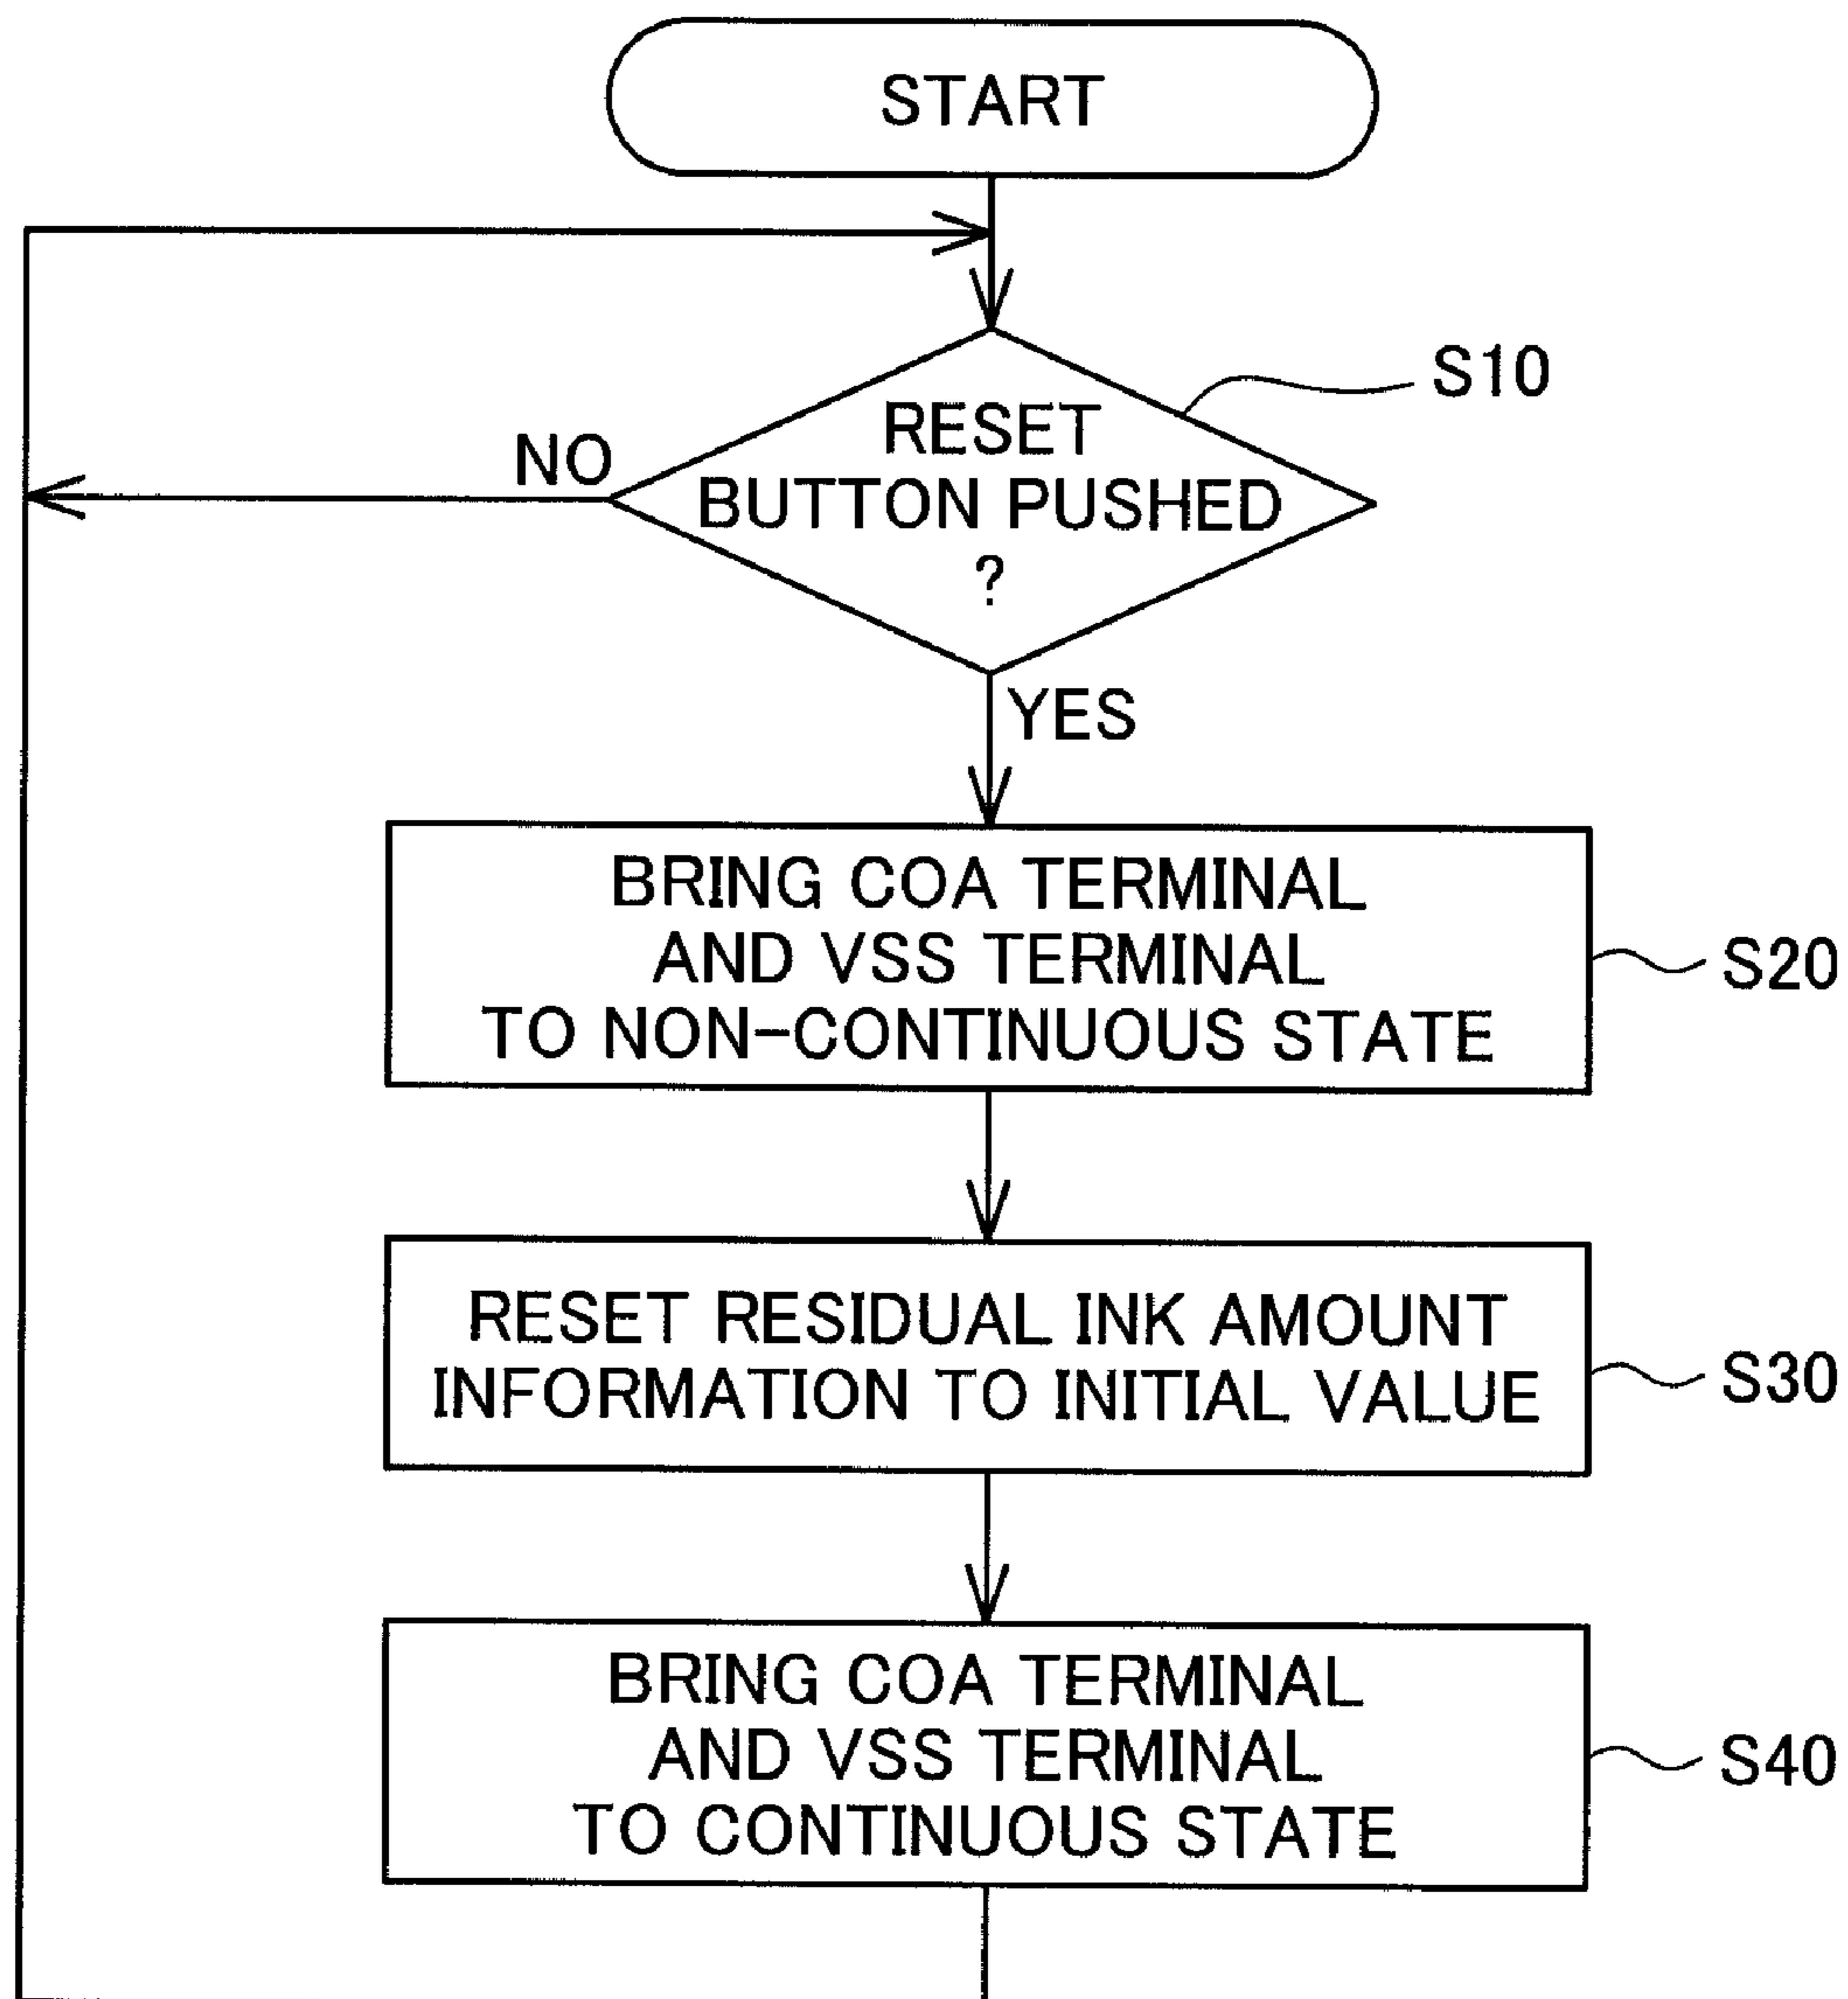 START
S10
RESET
NO
BUTTON PUSHED
?
YES
BRING COA TERMINAL
AND VSS TERMINAL
TO NON-CONTINUOUS STATE
S20
RESET RESIDUAL INK AMOUNT
INFORMATION TO INITIAL VALUE
S30
BRING COA TERMINAL
AND VSS TERMINAL
TO CONTINUOUS STATE
S40